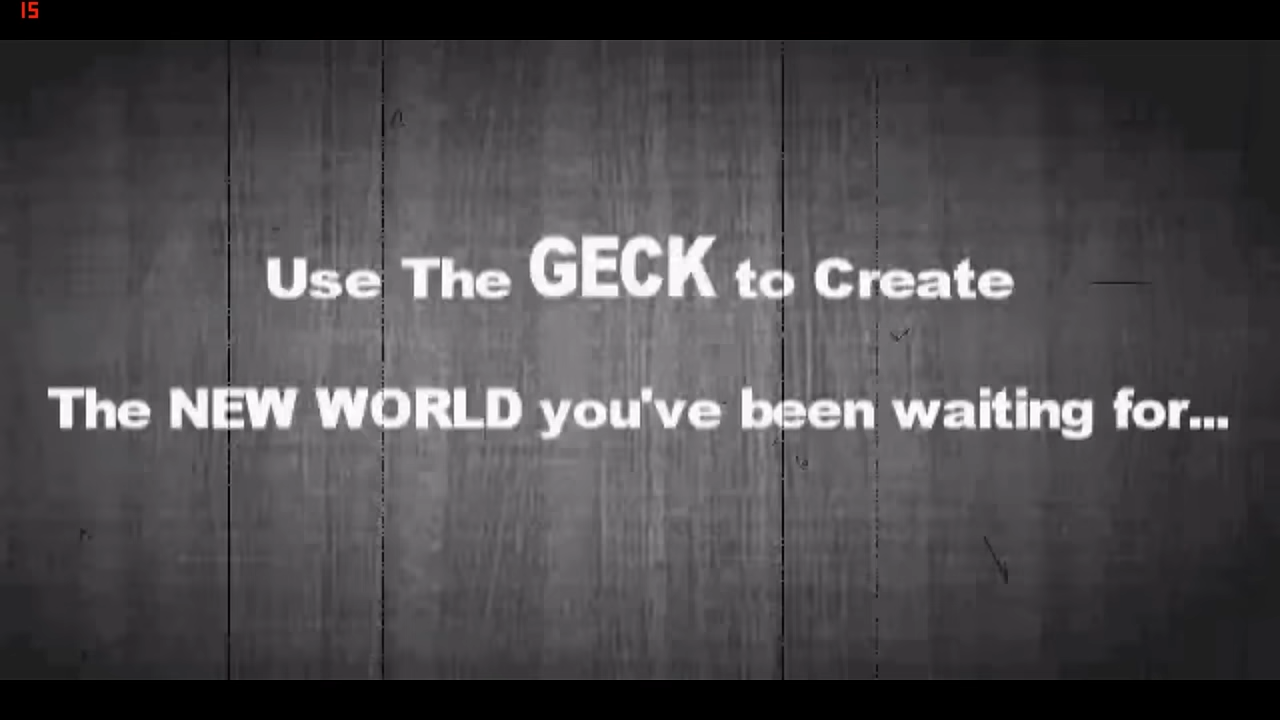 15
Use The GECK to Create
The NEW WORLD you've been waiting for...